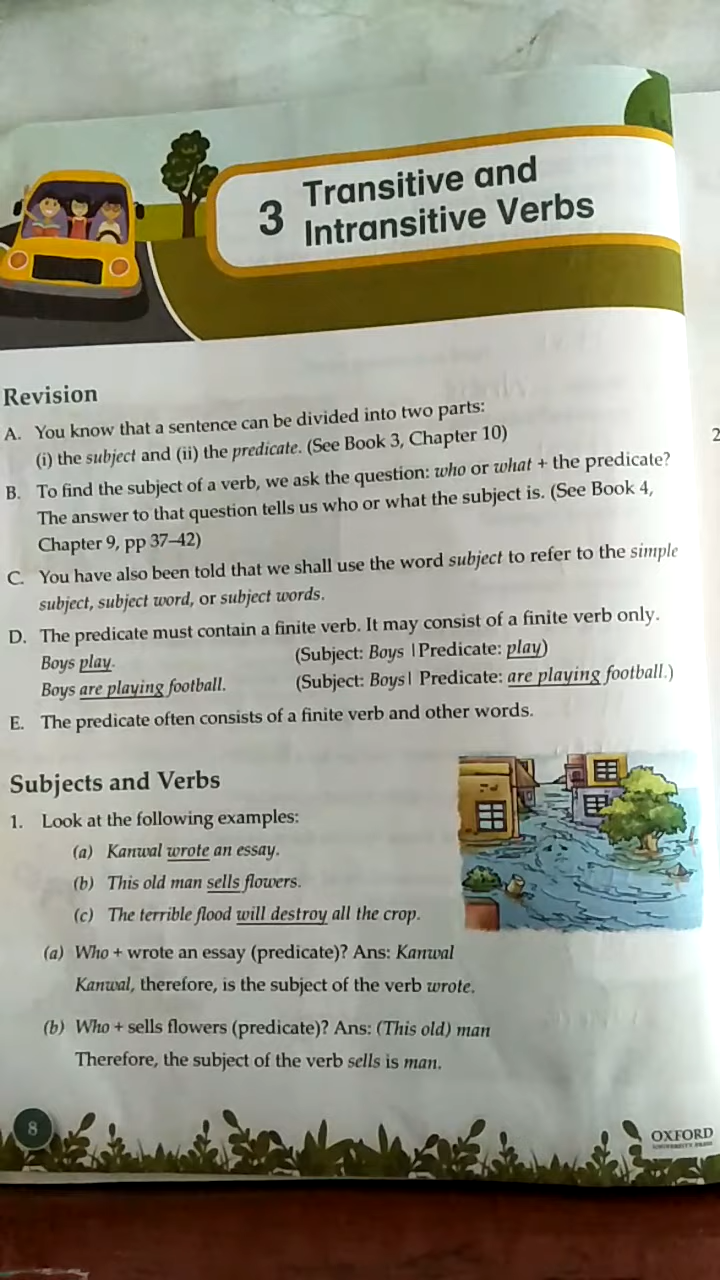 3 Transitive and
Intransitive Verbs
Revision
A. You know that a sentence can be divided into two parts:
(i) the subject and (ii) the predicate. (See Book 3, Chapter 10)
B. To find the subject of a verb, we ask the question: who or what + the predicate?
The answer to that question tells us who or what the subject is. (See Book 4,
Chapter 9, pp 37–42)
C. You have also been told that we shall use the word subject to refer to the simple
subject, subject word, or subject words.
D. The predicate must contain a finite verb. It may consist of a finite verb only.
Boys play. (Subject: Boys | Predicate: play)
Boys are playing football. (Subject: Boys | Predicate: are playing football.)
E. The predicate often consists of a finite verb and other words.
Subjects and Verbs
1. Look at the following examples:
(a) Kanwal wrote an essay.
(b) This old man sells flowers.
(c) The terrible flood will destroy all the crop.
(a) Who + wrote an essay (predicate)? Ans: Kanwal
Kanwal, therefore, is the subject of the verb wrote.
(b) Who + sells flowers (predicate)? Ans: (This old) man
Therefore, the subject of the verb sells is man.
8
OXFORD
UNIVERSITY PRESS
2